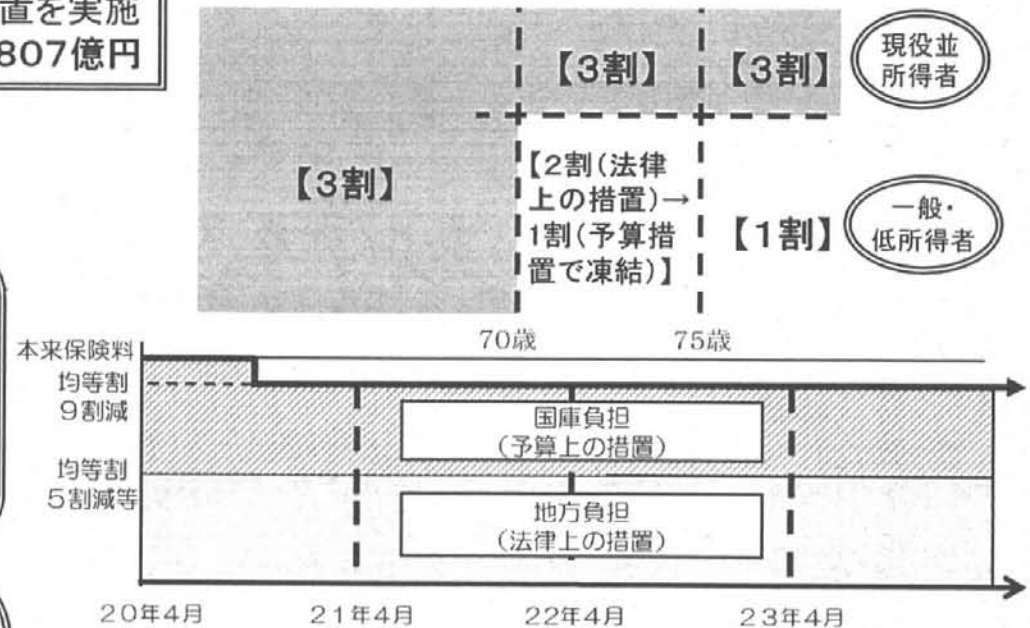 置を実施
807億円
【3割】
【3割】
現役並
所得者
【3割】
【2割(法律
上の措置)→
1割(予算措
置で凍結)】
【1割】
一般・
低所得者
70歳
75歳
本来保険料
均等割
9割減
国庫負担
(予算上の措置)
均等割
5割減等
地方負担
(法律上の措置)
20年4月
21年4月
22年4月
23年4月